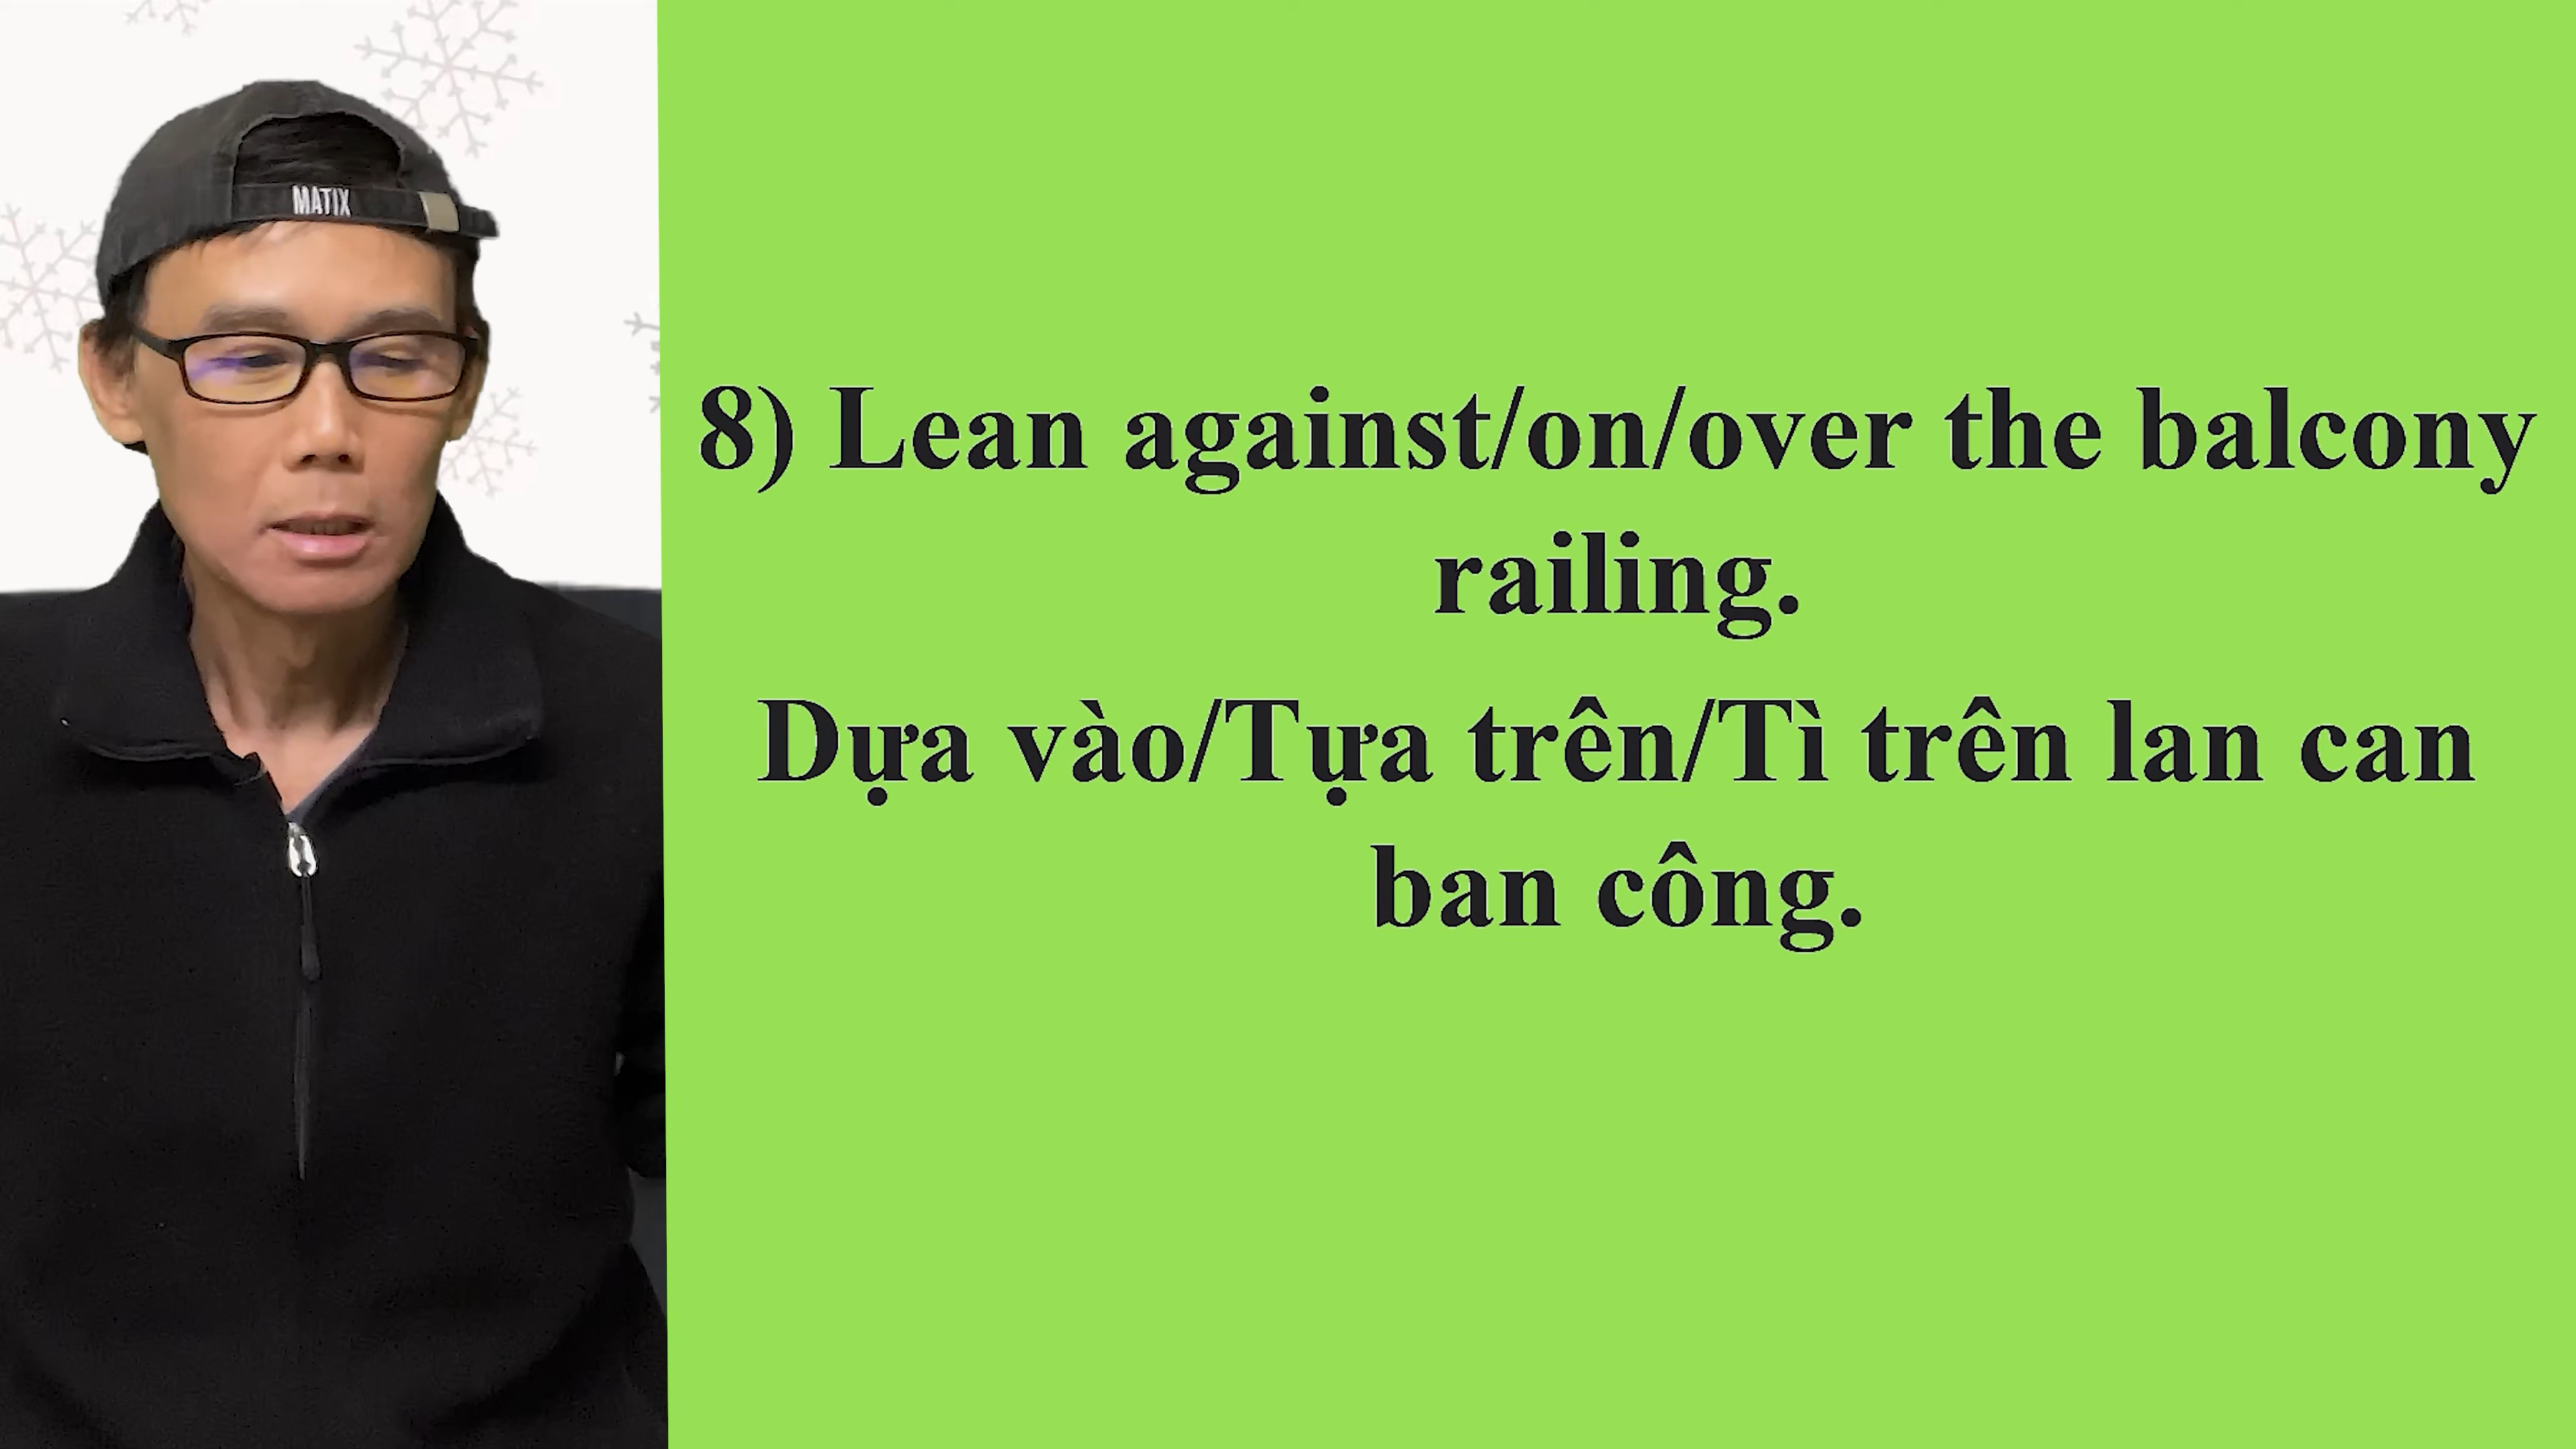 MATIX
8) Lean against/on/over the balcony
railing.
Dựa vào/Tựa trên/Tì trên lan can
ban công.